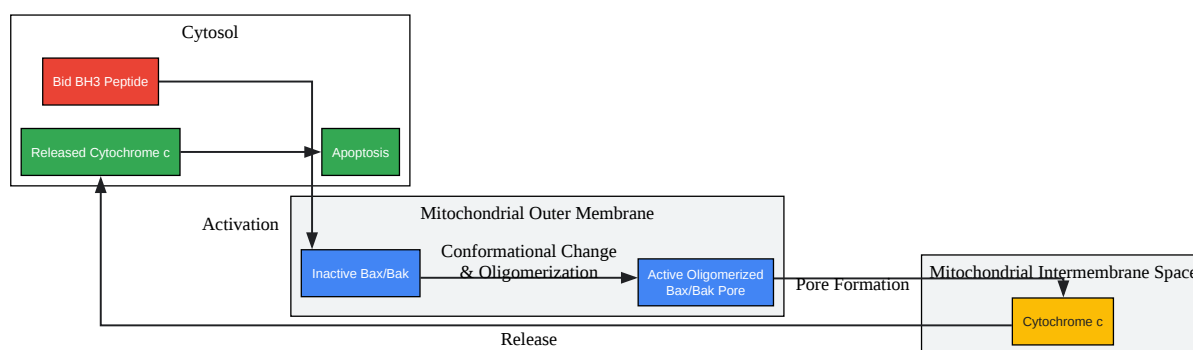 Cytosol
Bid BH3 Peptide
Released Cytochrome c
Apoptosis
Activation
Mitochondrial Outer Membrane
Inactive Bax/Bak
Conformational Change
& Oligomerization
Active Oligomerized
Bax/Bak Pore
Pore Formation
Mitochondrial Intermembrane Space
Cytochrome c
Release